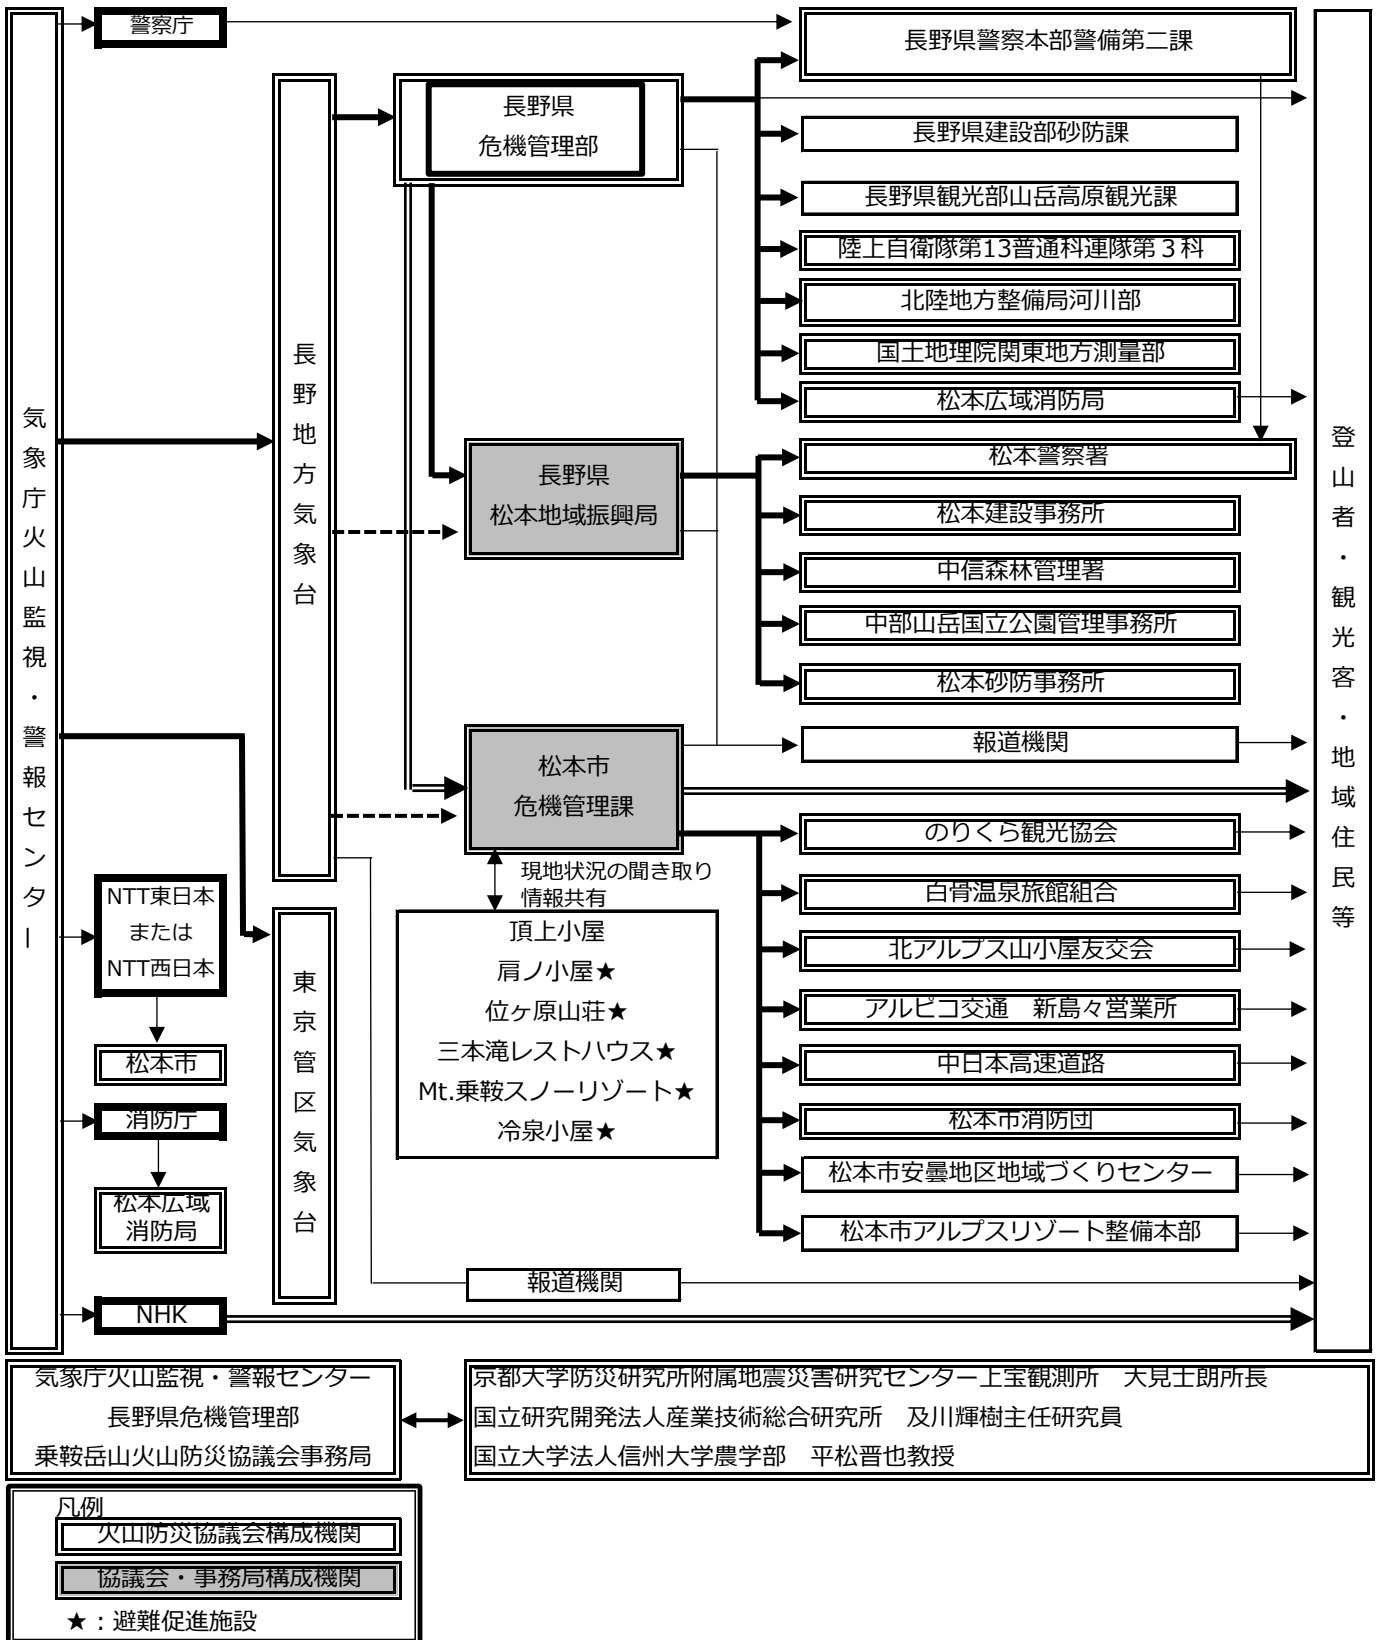 気象庁火山監視・警報センター
警察庁
長野地方気象台
長野県
危機管理部
長野県警察本部警備第二課
長野県建設部砂防課
長野県観光部山岳高原観光課
陸上自衛隊第13普通科連隊第３科
北陸地方整備局河川部
国土地理院関東地方測量部
松本広域消防局
長野県
松本地域振興局
松本警察署
松本建設事務所
中信森林管理署
中部山岳国立公園管理事務所
松本砂防事務所
報道機関
松本市
危機管理課
のりくら観光協会
白骨温泉旅館組合
北アルプス山小屋友交会
アルピコ交通　新島々営業所
中日本高速道路
松本市消防団
松本市安曇地区地域づくりセンター
松本市アルプスリゾート整備本部
現地状況の聞き取り
情報共有
頂上小屋
肩ノ小屋★
位ヶ原山荘★
三本滝レストハウス★
Mt.乗鞍スノーリゾート★
冷泉小屋★
NTT東日本
または
NTT西日本
松本市
消防庁
松本広域
消防局
東京管区気象台
報道機関
NHK
登山者・観光客・地域住民等
気象庁火山監視・警報センター
長野県危機管理部
乗鞍岳山火山防災協議会事務局
京都大学防災研究所附属地震災害研究センター上宝観測所　大見士朗所長
国立研究開発法人産業技術総合研究所　及川輝樹主任研究員
国立大学法人信州大学農学部　平松晋也教授
凡例
火山防災協議会構成機関
協議会・事務局構成機関
★：避難促進施設